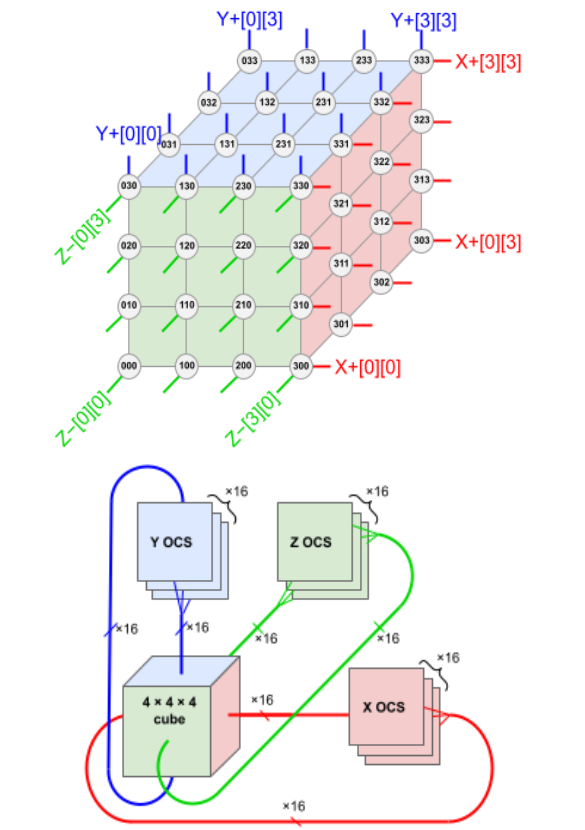 Y+[0][3] Y+[3][3]
033 133 233 333 X+[3][3]
032 132 231 332
323
Y+[0][0] 031 131 231 331
322
030 130 230 330 313
321
Z−[0][3] 312
020 120 220 320 303 X+[0][3]
311
302
010 110 210 310
301
000 100 200 300 X+[0][0]
Z−[0][0] Z−[3][0]
×16 ×16
Y OCS Z OCS
×16 ×16 ×16 ×16
×16
4 × 4 × 4
cube
×16
X OCS
×16